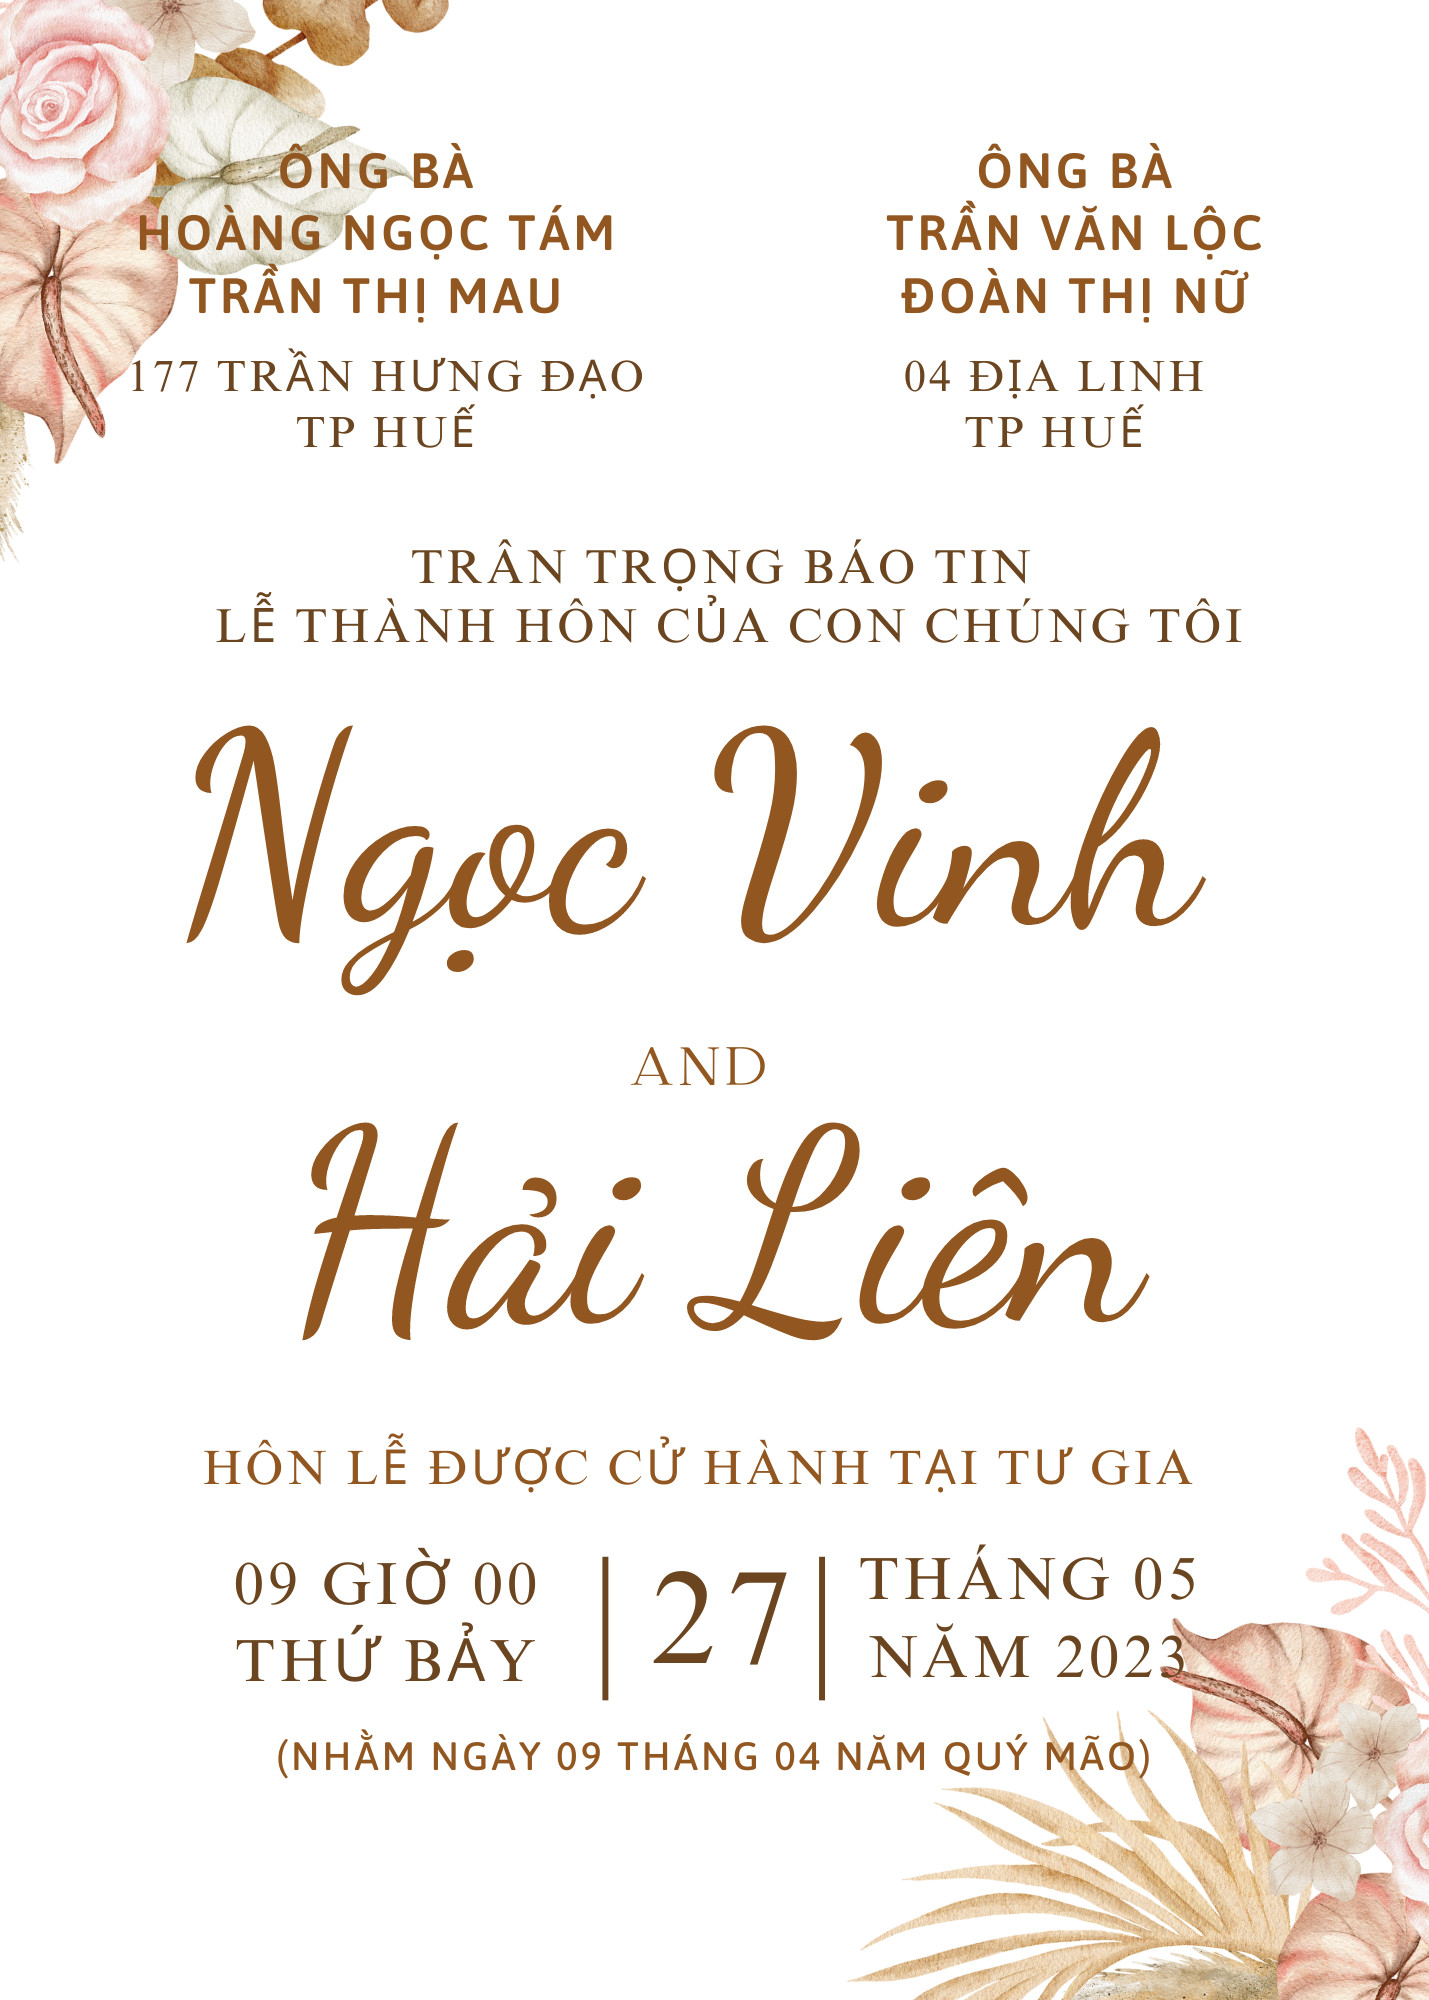 ÔNG BÀ
HOÀNG NGỌC TÁM
TRẦN THỊ MAU
177 TRẦN HƯNG ĐẠO
TP HUẾ
ÔNG BÀ
TRẦN VĂN LỘC
ĐOÀN THỊ NỮ
04 ĐỊA LINH
TP HUẾ
TRÂN TRỌNG BÁO TIN
LỄ THÀNH HÔN CỦA CON CHÚNG TÔI
Ngọc Vinh
AND
Hải Liên
HÔN LỄ ĐƯỢC CỬ HÀNH TẠI TƯ GIA
09 GIỜ 00
THỨ BẢY
27
THÁNG 05
NĂM 2023
(NHẰM NGÀY 09 THÁNG 04 NĂM QUÝ MÃO)